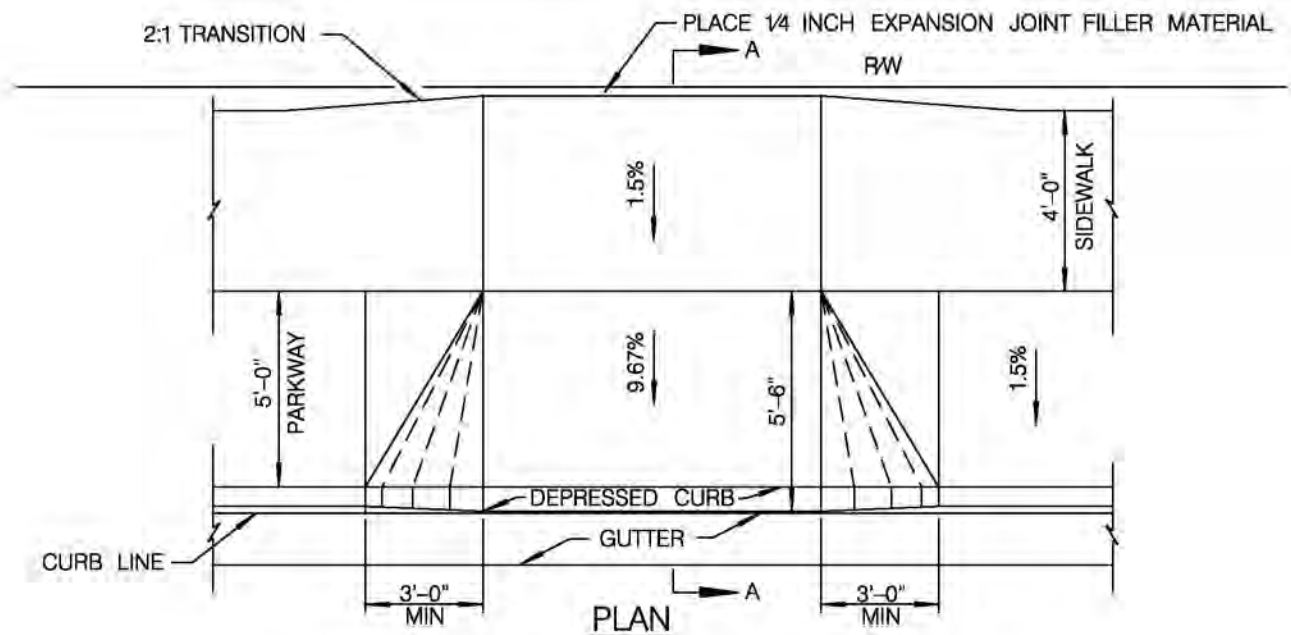 PLACE 1/4 INCH EXPANSION JOINT FILLER MATERIAL
2:1 TRANSITION
A
R/W
1.5%
4'-0"
SIDEWALK
5'-0"
PARKWAY
9.67%
5'-6"
1.5%
DEPRESSED CURB
GUTTER
CURB LINE
3'-0"
MIN
A
3'-0"
MIN
PLAN